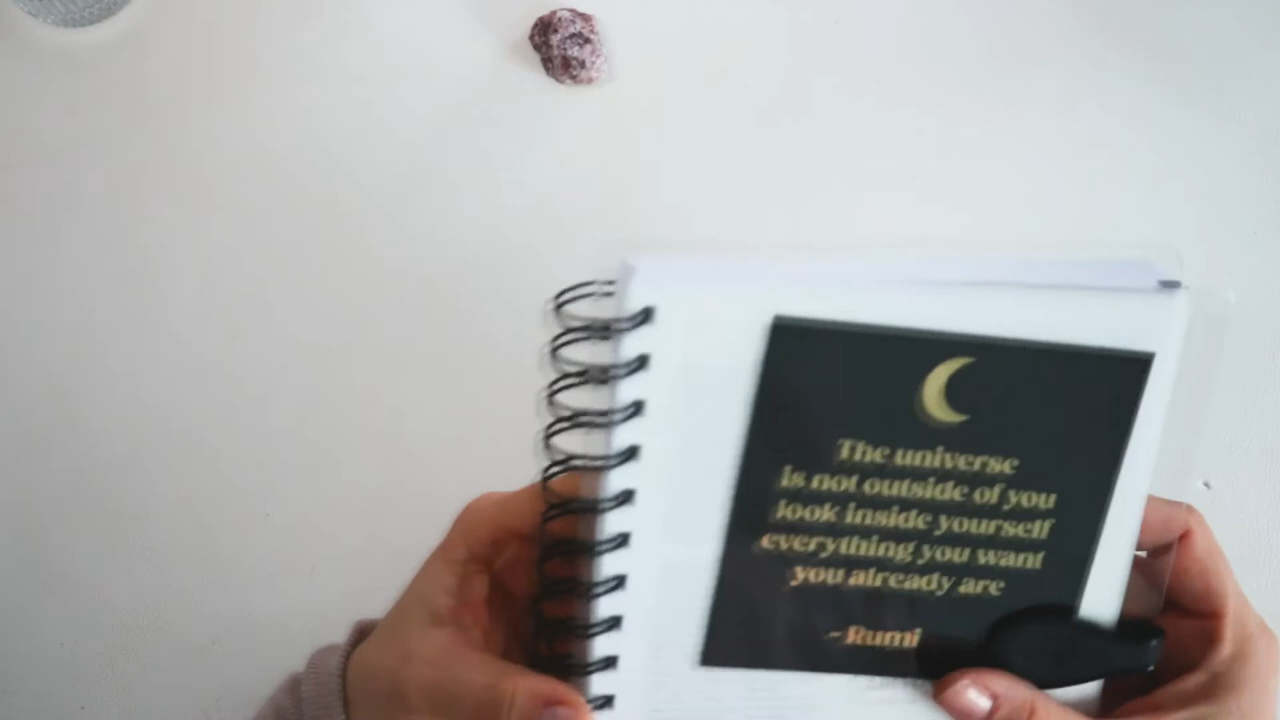 The universe
is not outside of you
look inside yourself
everything you want
you already are
- Rumi